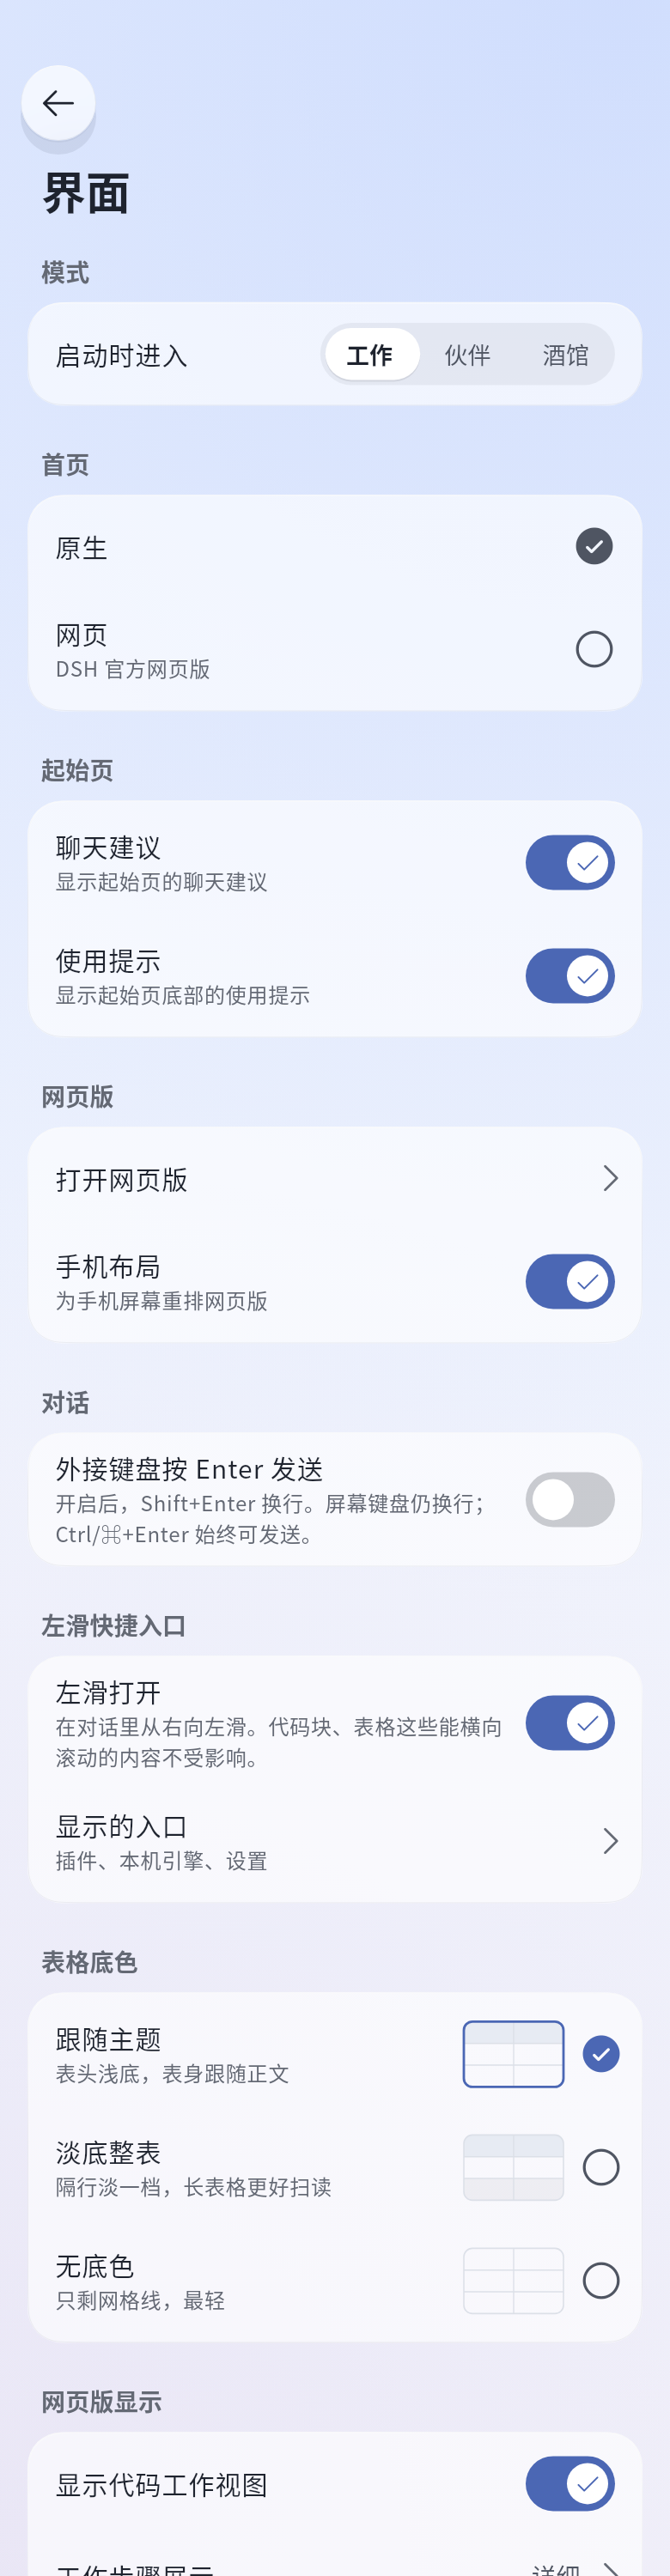 界面
模式
启动时进入
工作
伙伴
酒馆
首页
原生
网页
DSH 官方网页版
起始页
聊天建议
显示起始页的聊天建议
使用提示
显示起始页底部的使用提示
网页版
打开网页版
手机布局
为手机屏幕重排网页版
对话
外接键盘按 Enter 发送
开启后，Shift+Enter 换行。屏幕键盘仍换行；
Ctrl/⌘+Enter 始终可发送。
左滑快捷入口
左滑打开
在对话里从右向左滑。代码块、表格这些能横向
滚动的内容不受影响。
显示的入口
插件、本机引擎、设置
表格底色
跟随主题
表头浅底，表身跟随正文
淡底整表
隔行淡一档，长表格更好扫读
无底色
只剩网格线，最轻
网页版显示
显示代码工作视图
工作步骤展示
详细